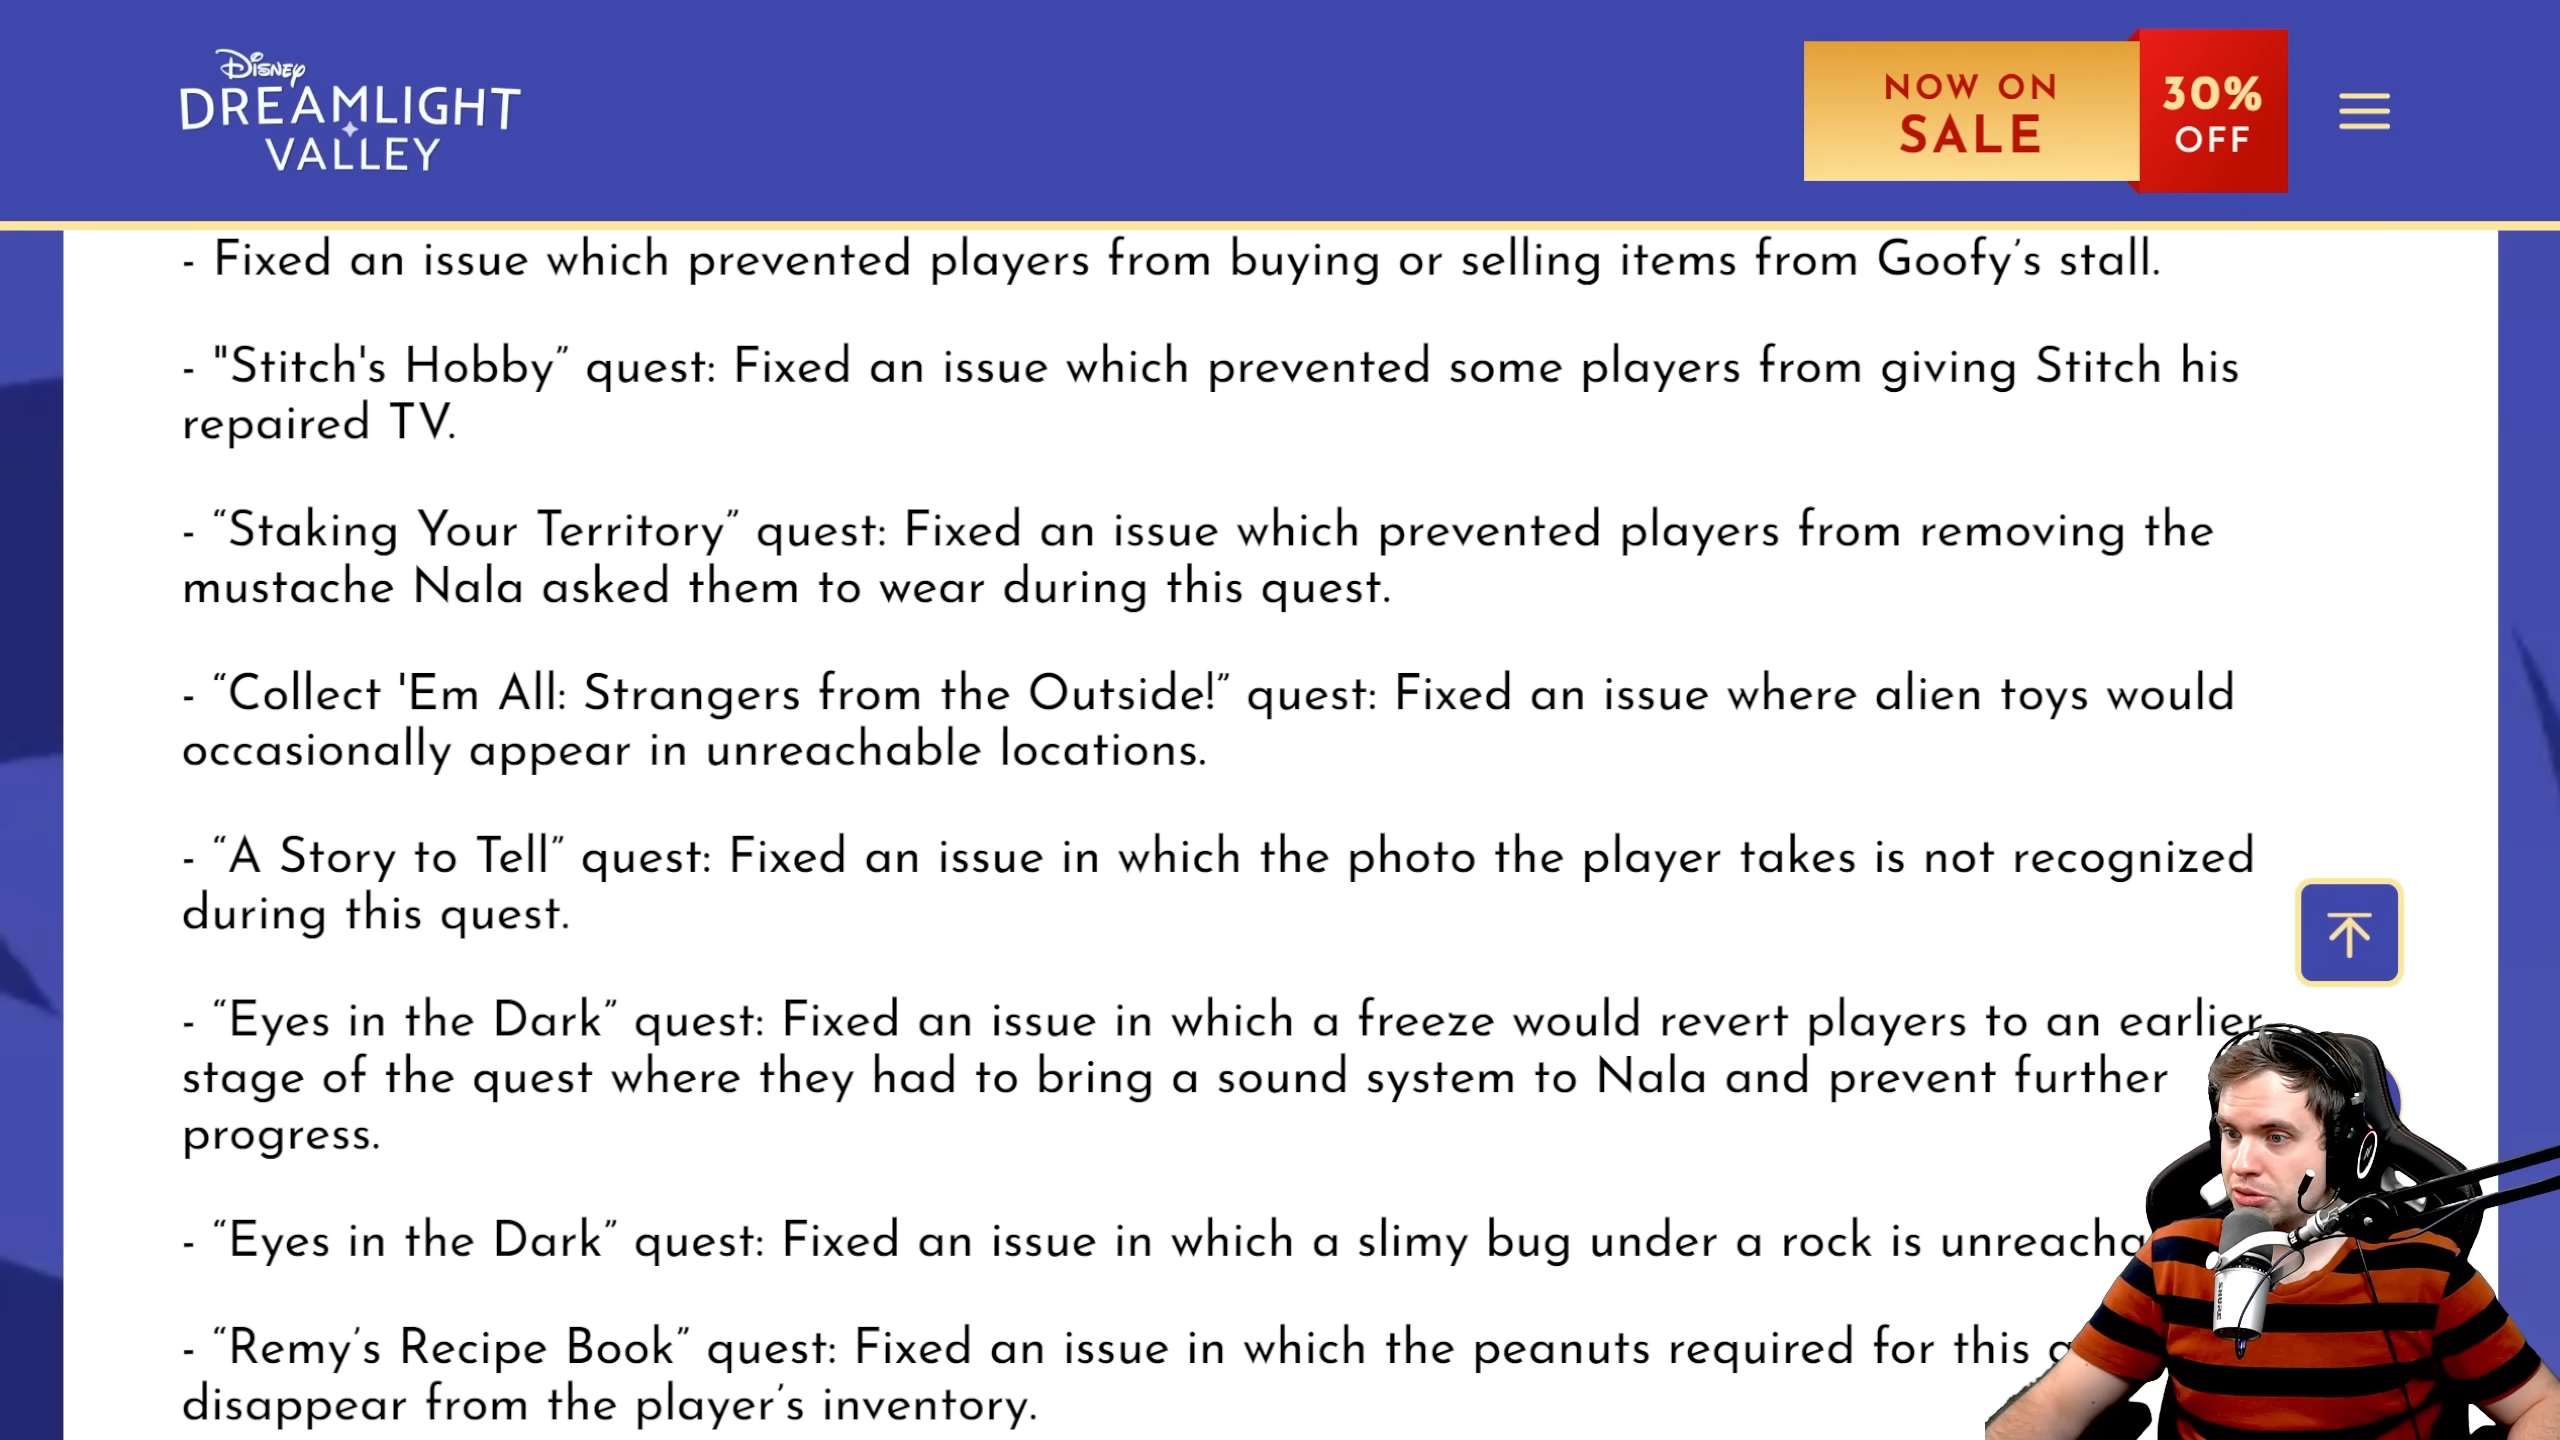 Disney
DREAMLIGHT
VALLEY
NOW ON
SALE
30%
OFF
- Fixed an issue which prevented players from buying or selling items from Goofy’s stall.
- "Stitch's Hobby” quest: Fixed an issue which prevented some players from giving Stitch his
repaired TV.
- “Staking Your Territory” quest: Fixed an issue which prevented players from removing the
mustache Nala asked them to wear during this quest.
- “Collect 'Em All: Strangers from the Outside!” quest: Fixed an issue where alien toys would
occasionally appear in unreachable locations.
- “A Story to Tell” quest: Fixed an issue in which the photo the player takes is not recognized
during this quest.
- “Eyes in the Dark” quest: Fixed an issue in which a freeze would revert players to an earlier
stage of the quest where they had to bring a sound system to Nala and prevent further
progress.
- “Eyes in the Dark” quest: Fixed an issue in which a slimy bug under a rock is
- “Remy’s Recipe Book” quest: Fixed an issue in which the peanuts required for this
disappear from the player’s inventory.
SHURE